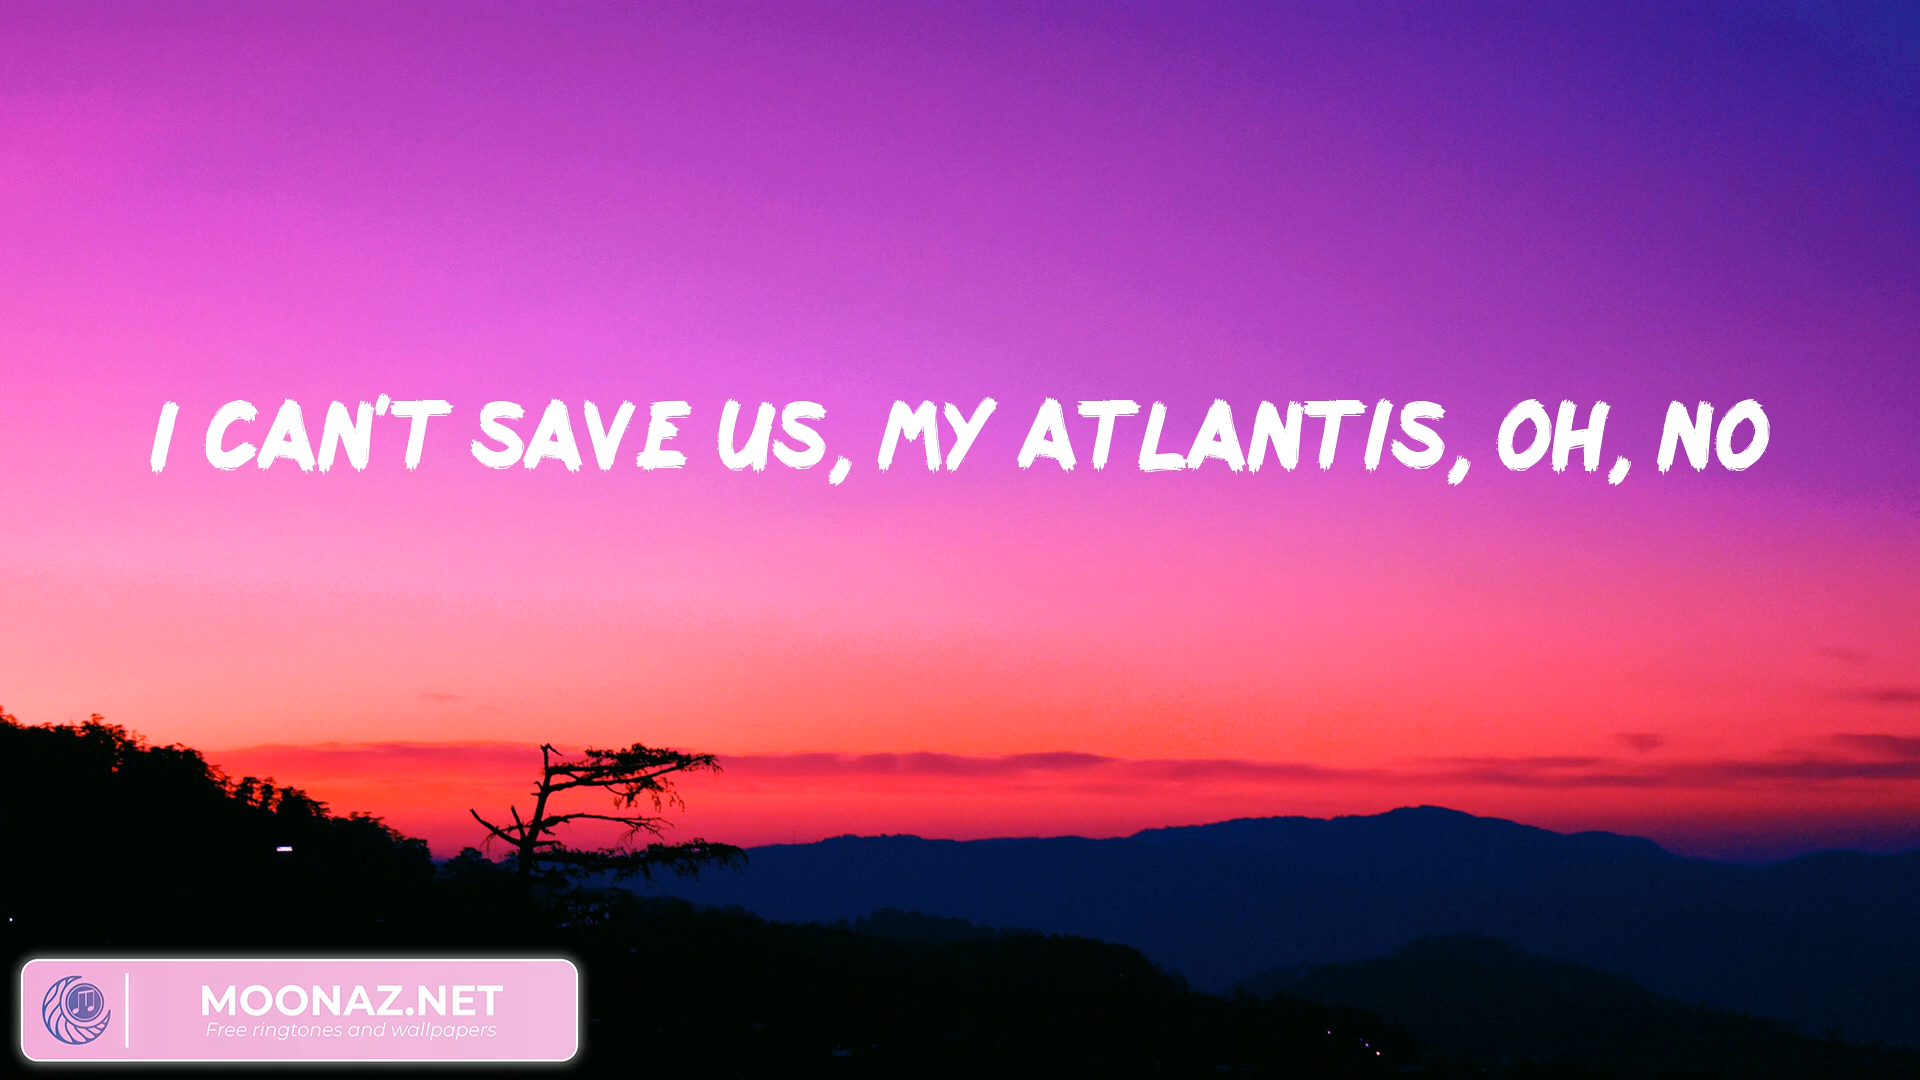 I CAN'T SAVE US, MY ATLANTIS, OH, NO
MOONAZ.NET
Free ringtones and wallpapers